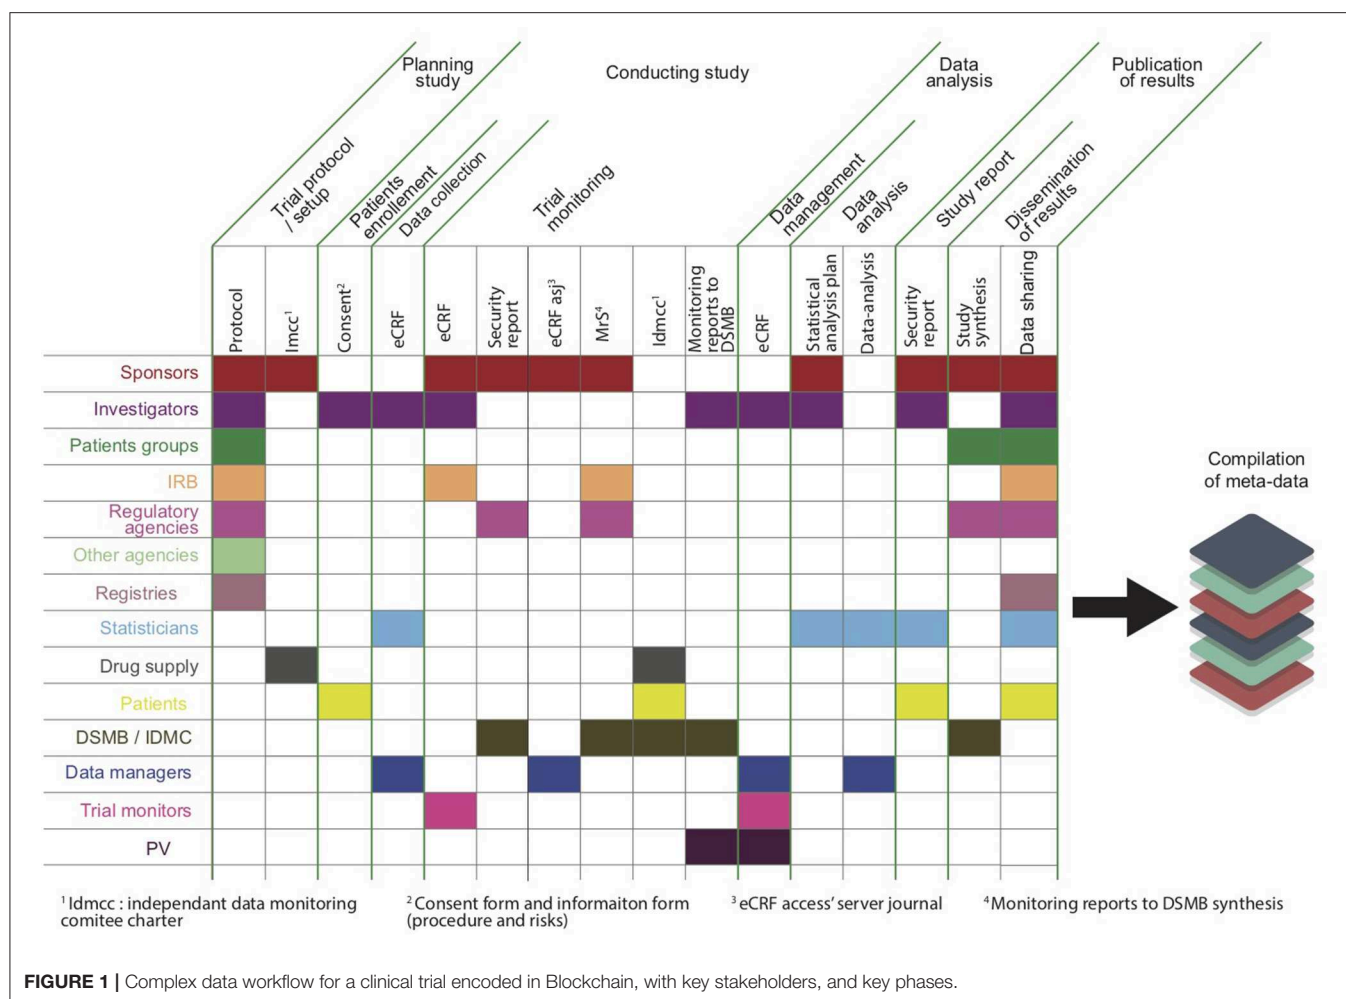 Planning
study
Conducting study
Data
analysis
Publication
of results
Trial protocol
/ setup
Patients
enrollement
Data collection
Trial
monitoring
Data
management
Data
analysis
Study report
Dissemination
of results
Protocol
Imcc¹
Consent²
eCRF
eCRF
Security
report
eCRF asj³
MrS⁴
Idmcc¹
Monitoring
reports to
DSMB
eCRF
Statistical
analysis plan
Data-analysis
Security
report
Study
synthesis
Data sharing
Sponsors
Investigators
Patients groups
IRB
Regulatory
agencies
Other agencies
Registries
Statisticians
Drug supply
Patients
DSMB / IDMC
Data managers
Trial monitors
PV
Compilation
of meta-data
¹ Idmcc : independant data monitoring
comitee charter
² Consent form and informaiton form
(procedure and risks)
³ eCRF access' server journal
⁴Monitoring reports to DSMB synthesis
FIGURE 1 | Complex data workflow for a clinical trial encoded in Blockchain, with key stakeholders, and key phases.